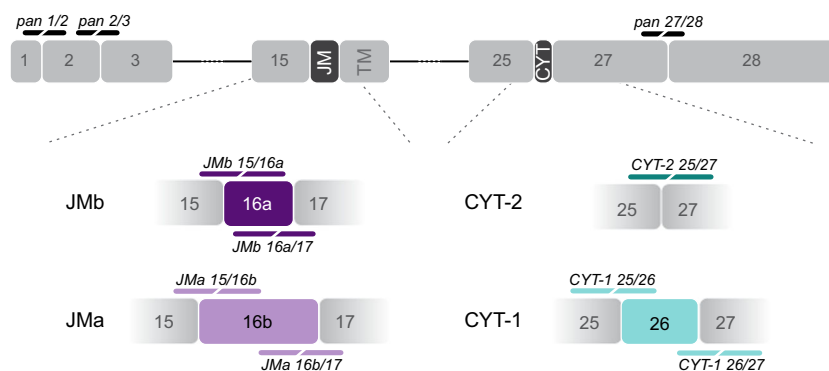 pan 1/2 pan 2/3 pan 27/28
1 2 3 15 JM TM 25 CYT 27 28
JMb 15/16a CYT-2 25/27
JMb 15 16a 17 CYT-2 25 27
JMb 16a/17
JMa 15/16b CYT-1 25/26
JMa 15 16b 17 CYT-1 25 26 27
JMa 16b/17 CYT-1 26/27